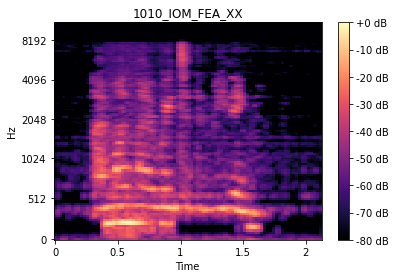 1010_IOM_FEA_XX
+0 dB
8192
-10 dB
4096
-20 dB
-30 dB
2048
Hz
-40 dB
1024
-50 dB
512
-60 dB
-70 dB
0
-80 dB
0
0.5
1
1.5
2
Time